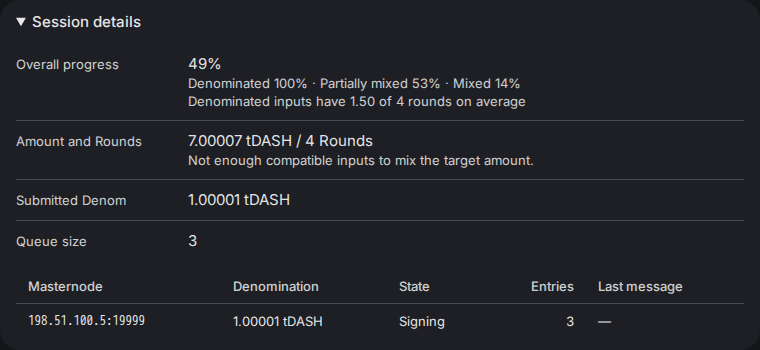 ▼ Session details
Overall progress
49%
Denominated 100% · Partially mixed 53% · Mixed 14%
Denominated inputs have 1.50 of 4 rounds on average
Amount and Rounds
7.00007 tDASH / 4 Rounds
Not enough compatible inputs to mix the target amount.
Submitted Denom
1.00001 tDASH
Queue size
3
Masternode Denomination State Entries Last message
198.51.100.5:19999 1.00001 tDASH Signing 3 —